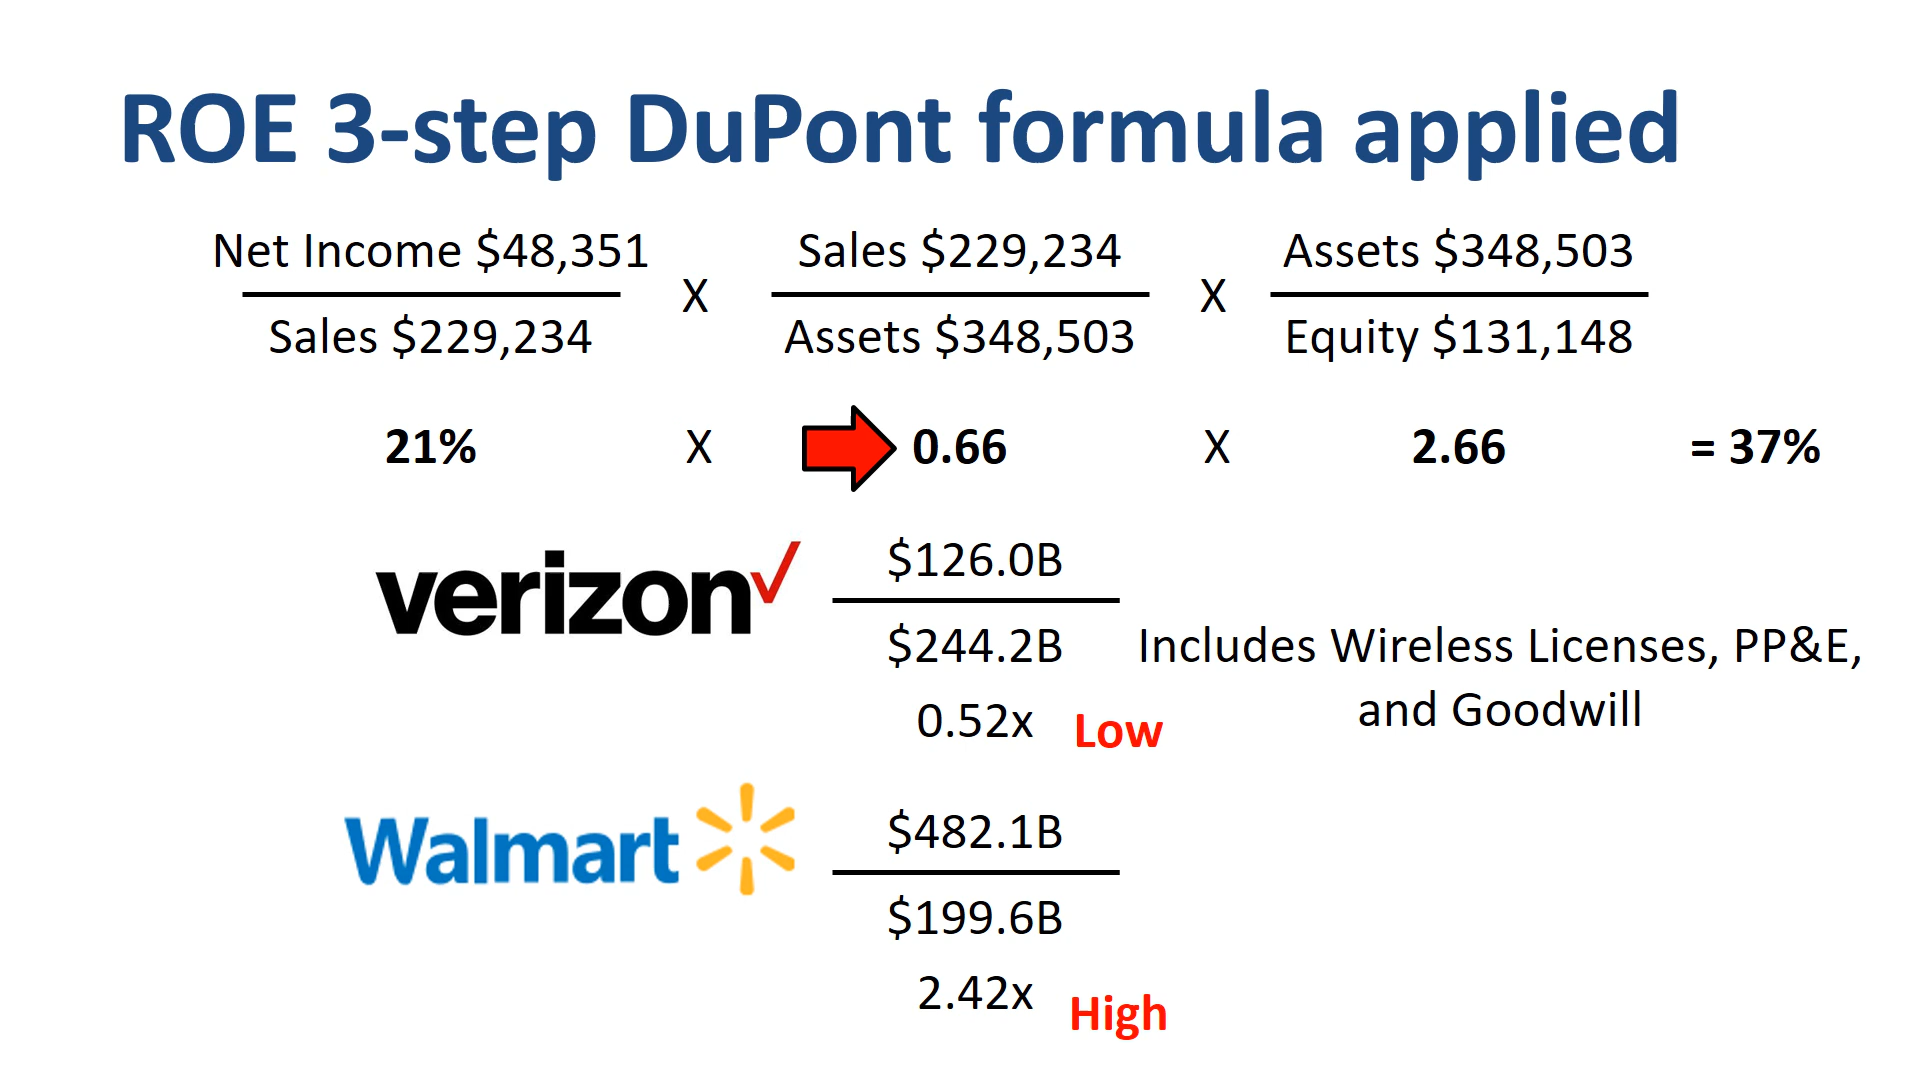 ROE 3-step DuPont formula applied
Net Income $48,351 X Sales $229,234 X Assets $348,503
Sales $229,234 Assets $348,503 Equity $131,148
21% X 0.66 X 2.66 = 37%
verizon $126.0B
$244.2B Includes Wireless Licenses, PP&E,
and Goodwill
0.52x Low
Walmart $482.1B
$199.6B
2.42x High